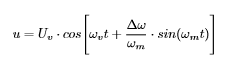 u = U_v · cos[ω_v t + Δω/ω_m · sin(ω_m t)]